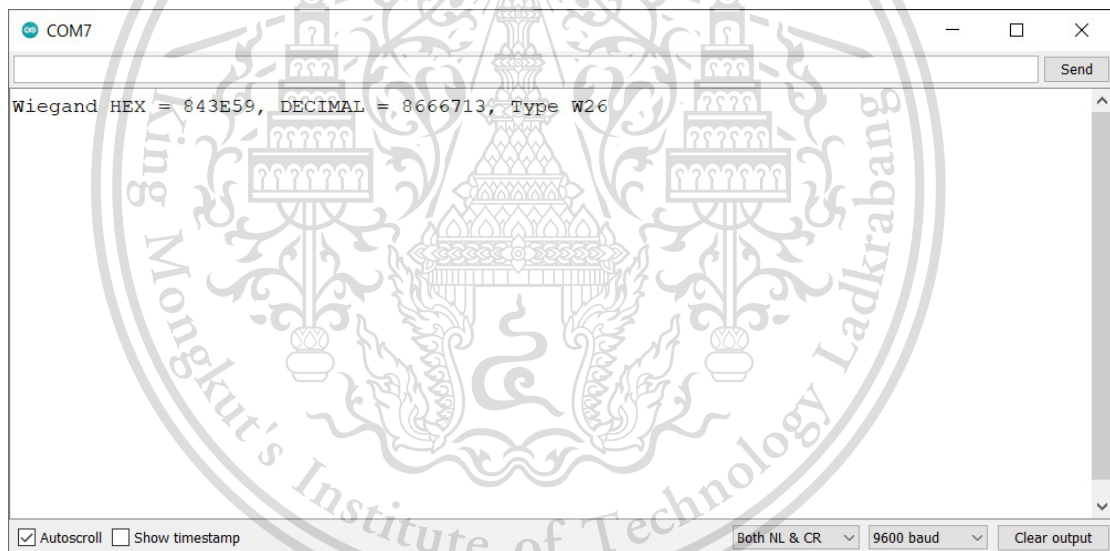 COM7
Send
Wiegand HEX = 843E59, DECIMAL = 8666713, Type W26
King Mongkut's Institute of Technology Ladkrabang
Autoscroll Show timestamp Both NL & CR 9600 baud Clear output